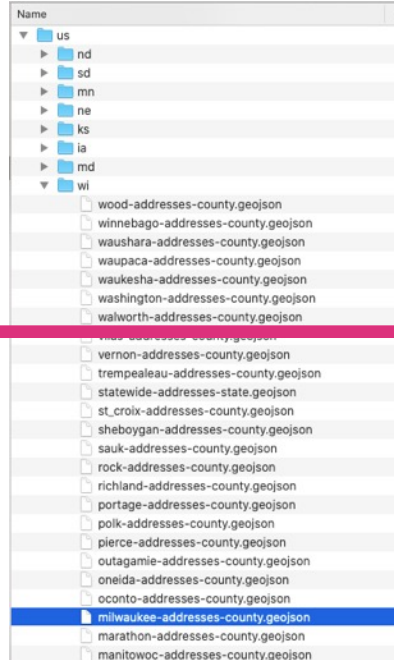 Name
us
nd
sd
mn
ne
ks
ia
md
wi
wood-addresses-county.geojson
winnebago-addresses-county.geojson
waushara-addresses-county.geojson
waupaca-addresses-county.geojson
waukesha-addresses-county.geojson
washington-addresses-county.geojson
walworth-addresses-county.geojson
vilas-addresses-county.geojson
vernon-addresses-county.geojson
trempealeau-addresses-county.geojson
statewide-addresses-state.geojson
st_croix-addresses-county.geojson
sheboygan-addresses-county.geojson
sauk-addresses-county.geojson
rock-addresses-county.geojson
richland-addresses-county.geojson
portage-addresses-county.geojson
polk-addresses-county.geojson
pierce-addresses-county.geojson
outagamie-addresses-county.geojson
oneida-addresses-county.geojson
oconto-addresses-county.geojson
milwaukee-addresses-county.geojson
marathon-addresses-county.geojson
manitowoc-addresses-county.geojson